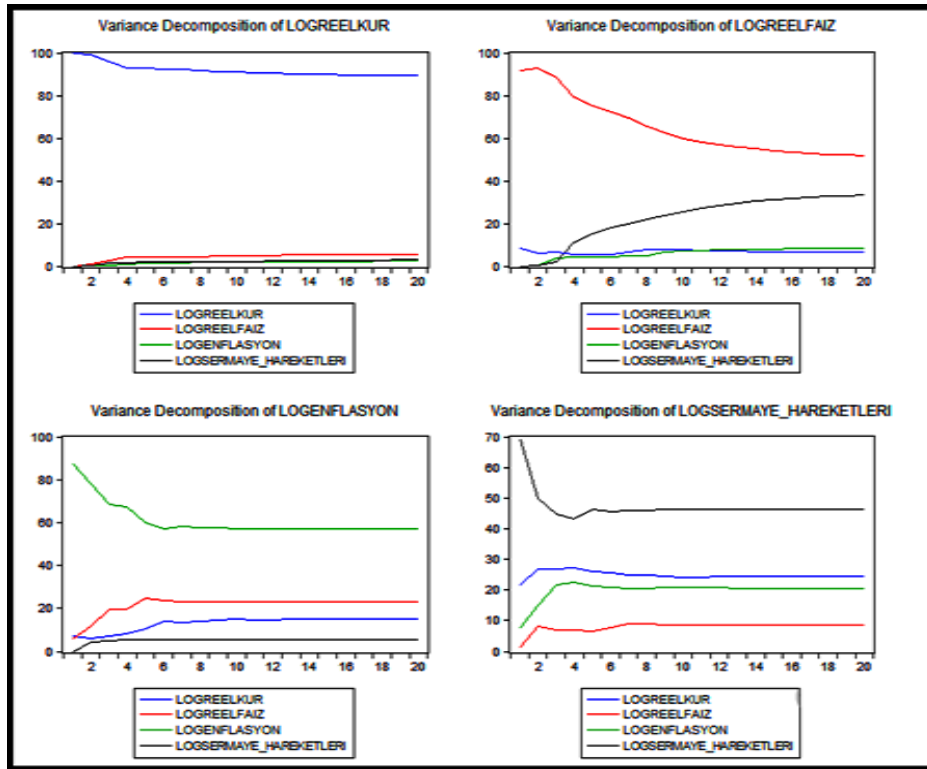 Variance Decomposition of LOGREELKUR
100
80
60
40
20
0
2 4 6 8 10 12 14 16 18 20
LOGREELKUR
LOGREELFAIZ
LOGENFLASYON
LOGSERMAYE_HAREKETLERI
Variance Decomposition of LOGREELFAIZ
100
80
60
40
20
0
2 4 6 8 10 12 14 16 18 20
LOGREELKUR
LOGREELFAIZ
LOGENFLASYON
LOGSERMAYE_HAREKETLERI
Variance Decomposition of LOGENFLASYON
100
80
60
40
20
0
2 4 6 8 10 12 14 16 18 20
LOGREELKUR
LOGREELFAIZ
LOGENFLASYON
LOGSERMAYE_HAREKETLERI
Variance Decomposition of LOGSERMAYE_HAREKETLERI
70
60
50
40
30
20
10
0
2 4 6 8 10 12 14 16 18 20
LOGREELKUR
LOGREELFAIZ
LOGENFLASYON
LOGSERMAYE_HAREKETLERI